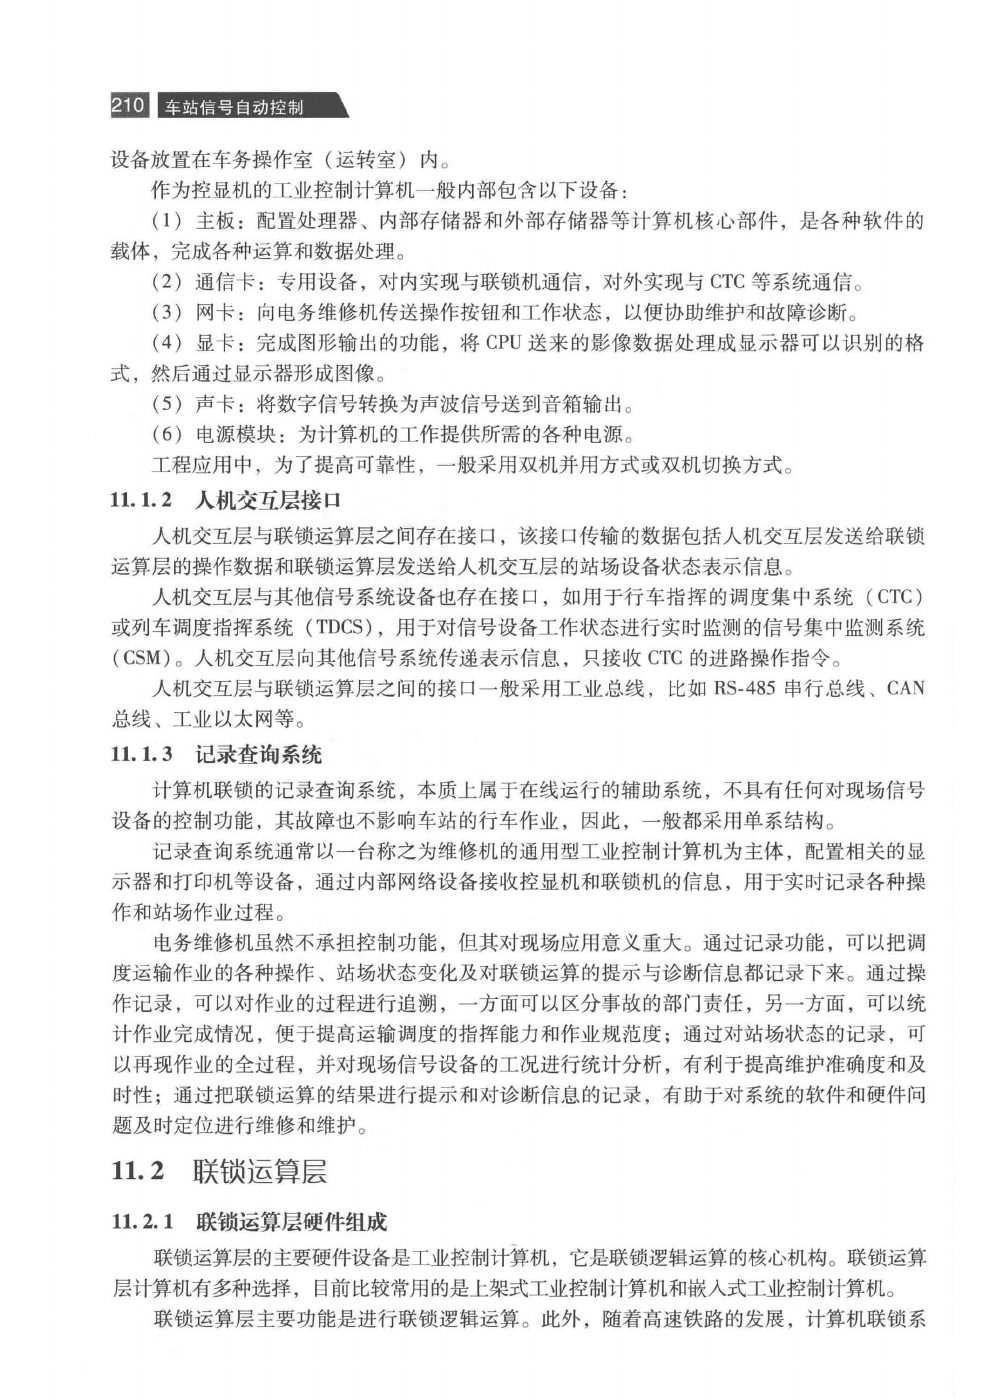 210 车站信号自动控制
设备放置在车务操作室（运转室）内。
作为控显机的工业控制计算机一般内部包含以下设备：
（1）主板：配置处理器、内部存储器和外部存储器等计算机核心部件，是各种软件的
载体，完成各种运算和数据处理。
（2）通信卡：专用设备，对内实现与联锁机通信，对外实现与 CTC 等系统通信。
（3）网卡：向电务维修机传送操作按钮和工作状态，以便协助维护和故障诊断。
（4）显卡：完成图形输出的功能，将 CPU 送来的影像数据处理成显示器可以识别的格
式，然后通过显示器形成图像。
（5）声卡：将数字信号转换为声波信号送到音箱输出。
（6）电源模块：为计算机的工作提供所需的各种电源。
工程应用中，为了提高可靠性，一般采用双机并用方式或双机切换方式。
11.1.2 人机交互层接口
人机交互层与联锁运算层之间存在接口，该接口传输的数据包括人机交互层发送给联锁
运算层的操作数据和联锁运算层发送给人机交互层的站场设备状态表示信息。
人机交互层与其他信号系统设备也存在接口，如用于行车指挥的调度集中系统（CTC）
或列车调度指挥系统（TDCS），用于对信号设备工作状态进行实时监测的信号集中监测系统
（CSM）。人机交互层向其他信号系统传递表示信息，只接收 CTC 的进路操作指令。
人机交互层与联锁运算层之间的接口一般采用工业总线，比如 RS-485 串行总线、CAN
总线、工业以太网等。
11.1.3 记录查询系统
计算机联锁的记录查询系统，本质上属于在线运行的辅助系统，不具有任何对现场信号
设备的控制功能，其故障也不影响车站的行车作业，因此，一般都采用单系结构。
记录查询系统通常以一台称之为维修机的通用型工业控制计算机为主体，配置相关的显
示器和打印机等设备，通过内部网络设备接收控显机和联锁机的信息，用于实时记录各种操
作和站场作业过程。
电务维修机虽然不承担控制功能，但其对现场应用意义重大。通过记录功能，可以把调
度运输作业的各种操作、站场状态变化及对联锁运算的提示与诊断信息都记录下来。通过操
作记录，可以对作业的过程进行追溯，一方面可以区分事故的部门责任，另一方面，可以统
计作业完成情况，便于提高运输调度的指挥能力和作业规范度；通过对站场状态的记录，可
以再现作业的全过程，并对现场信号设备的工况进行统计分析，有利于提高维护准确度和及
时性；通过把联锁运算的结果进行提示和对诊断信息的记录，有助于对系统的软件和硬件问
题及时定位进行维修和维护。
11.2 联锁运算层
11.2.1 联锁运算层硬件组成
联锁运算层的主要硬件设备是工业控制计算机，它是联锁逻辑运算的核心机构。联锁运算
层计算机有多种选择，目前比较常用的是上架式工业控制计算机和嵌入式工业控制计算机。
联锁运算层主要功能是进行联锁逻辑运算。此外，随着高速铁路的发展，计算机联锁系